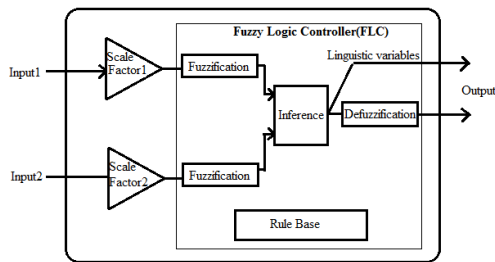 Fuzzy Logic Controller(FLC)
Linguistic variables
Scale
Factor1
Fuzzification
Input1
Output
Inference
Defuzzification
Scale
Factor2
Fuzzification
Input2
Rule Base